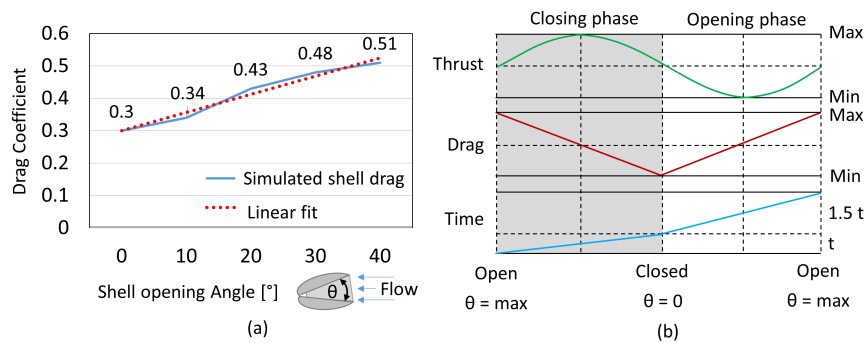 0.6
0.5
0.4
0.3
0.2
0.1
0
Drag Coefficient
0.3
0.34
0.43
0.48
0.51
Simulated shell drag
Linear fit
0 10 20 30 40
Shell opening Angle [°]
θ
Flow
(a)
Closing phase Opening phase
Thrust
Max
Min
Drag
Max
Min
Time
1.5 t
t
Open Closed Open
θ = max θ = 0 θ = max
(b)